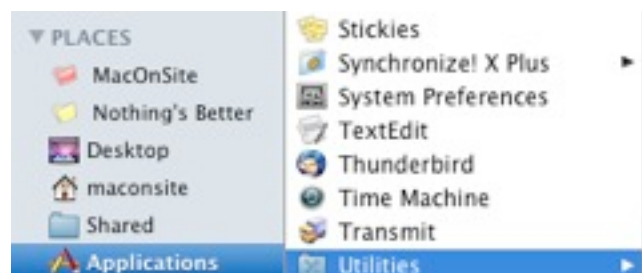 PLACES
MacOnSite
Nothing's Better
Desktop
maconsite
Shared
Applications
Stickies
Synchronize! X Plus
System Preferences
TextEdit
Thunderbird
Time Machine
Transmit
Utilities